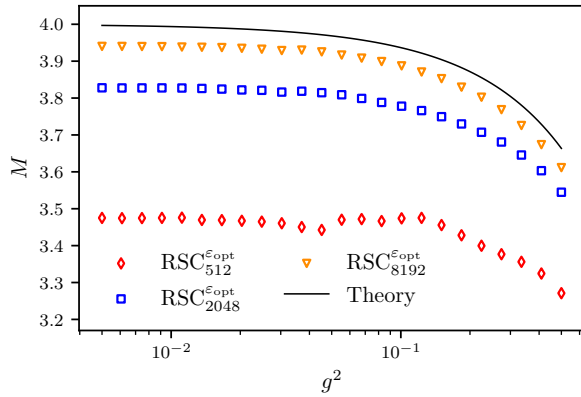 4.0
3.9
3.8
3.7
3.6
3.5
3.4
3.3
3.2
M
RSC^{ε_opt}_{512}
RSC^{ε_opt}_{2048}
RSC^{ε_opt}_{8192}
Theory
10^{-2}
10^{-1}
g^2